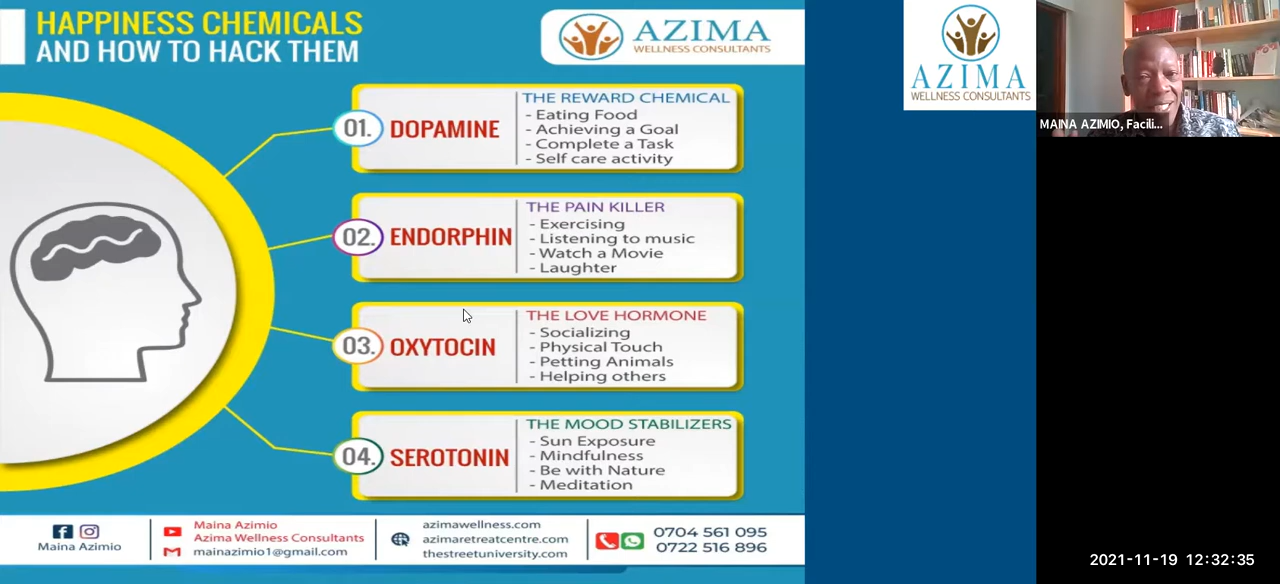 HAPPINESS CHEMICALS
AND HOW TO HACK THEM
AZIMA
WELLNESS CONSULTANTS
01. DOPAMINE
THE REWARD CHEMICAL
- Eating Food
- Achieving a Goal
- Complete a Task
- Self care activity
02. ENDORPHIN
THE PAIN KILLER
- Exercising
- Listening to music
- Watch a Movie
- Laughter
03. OXYTOCIN
THE LOVE HORMONE
- Socializing
- Physical Touch
- Petting Animals
- Helping others
04. SEROTONIN
THE MOOD STABILIZERS
- Sun Exposure
- Mindfulness
- Be with Nature
- Meditation
Maina Azimio
Maina Azimio
Azima Wellness Consultants
mainazimio1@gmail.com
azimawellness.com
azimaretreatcentre.com
thestreetuniversity.com
0704 561 095
0722 516 896
AZIMA
WELLNESS CONSULTANTS
MAINA AZIMIO, Facili...
2021-11-19 12:32:35